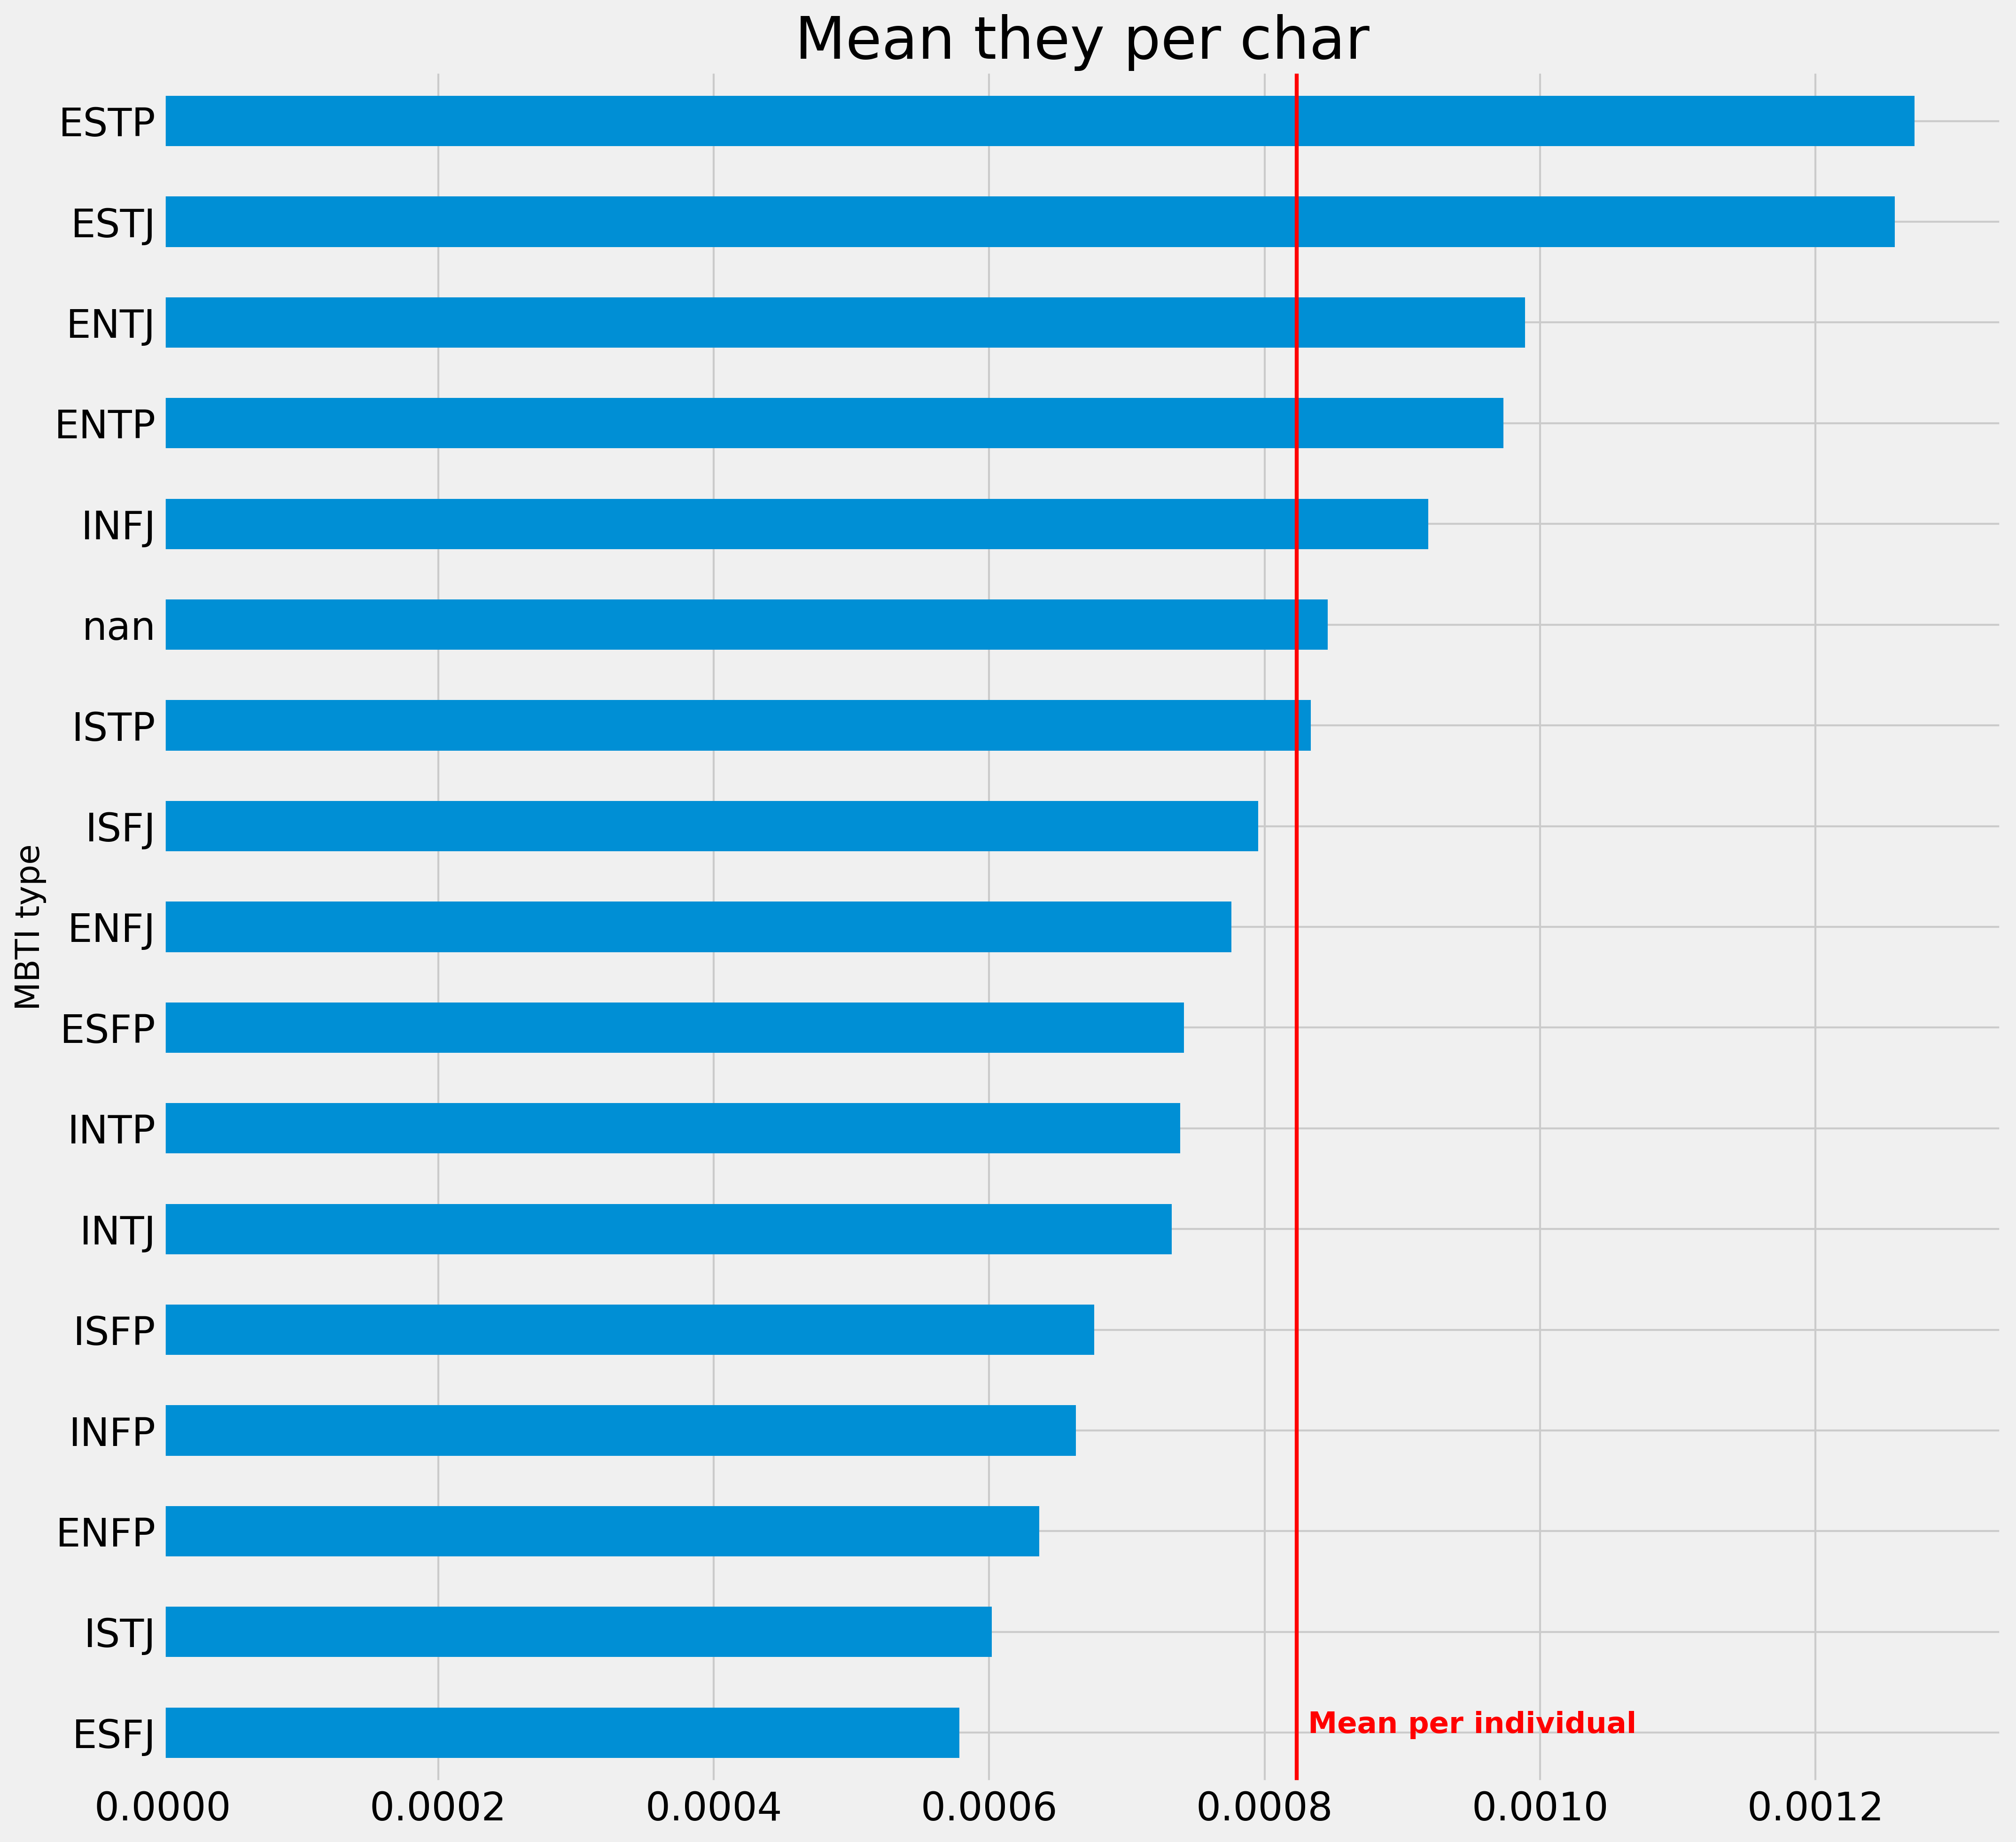 Mean they per char
ESTP
ESTJ
ENTJ
ENTP
INFJ
nan
ISTP
ISFJ
ENFJ
ESFP
INTP
INTJ
ISFP
INFP
ENFP
ISTJ
ESFJ
MBTI type
Mean per individual
0.0000 0.0002 0.0004 0.0006 0.0008 0.0010 0.0012